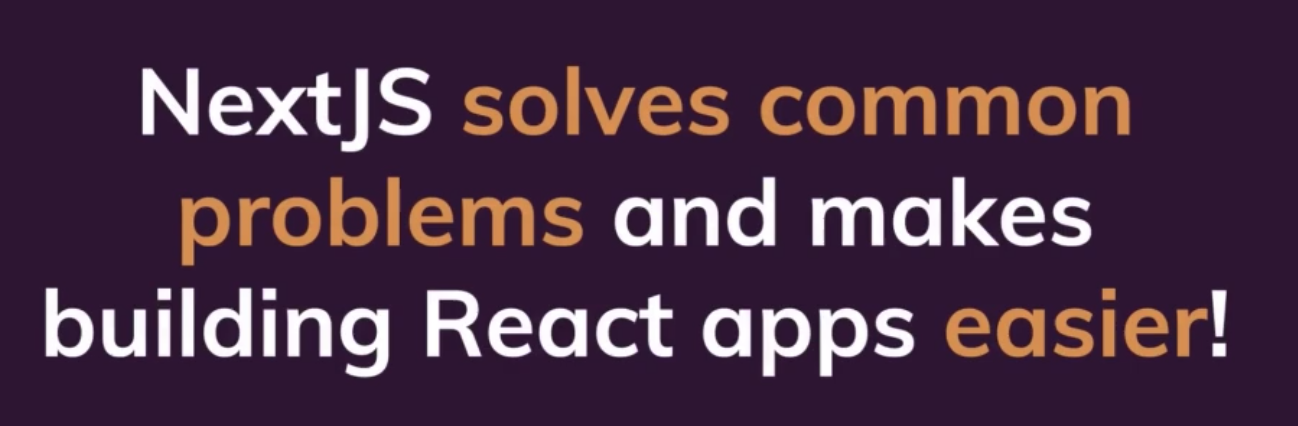 NextJS solves common
problems and makes
building React apps easier!